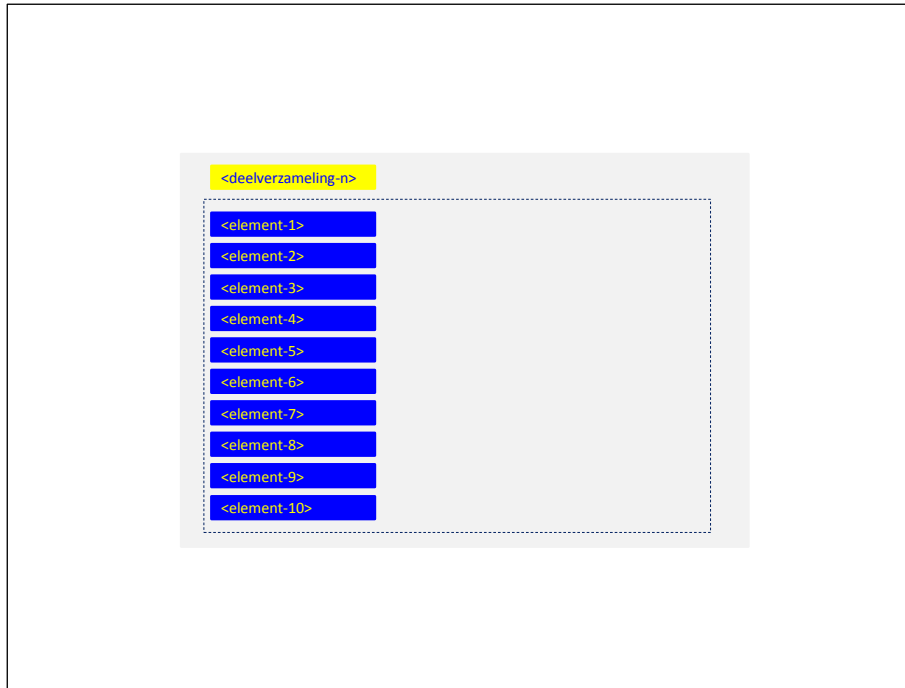 <deelverzameling-n>
<element-1>
<element-2>
<element-3>
<element-4>
<element-5>
<element-6>
<element-7>
<element-8>
<element-9>
<element-10>